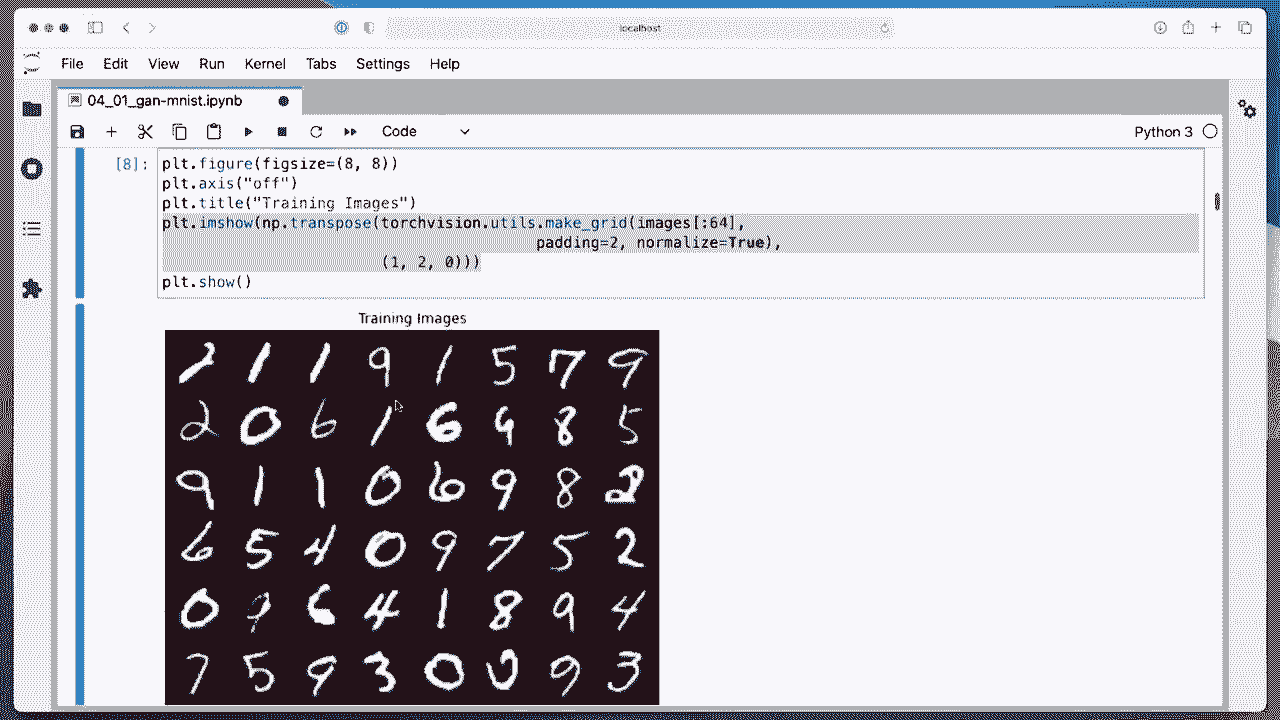 localhost
File Edit View Run Kernel Tabs Settings Help
04_01_gan-mnist.ipynb
Code Python 3
[8]: plt.figure(figsize=(8, 8))
plt.axis("off")
plt.title("Training Images")
plt.imshow(np.transpose(torchvision.utils.make_grid(images[:64],
padding=2, normalize=True),
(1, 2, 0)))
plt.show()
Training Images
2 1 1 9 1 5 7 9
2 0 6 1 6 9 8 5
9 1 1 0 6 9 8 2
6 5 4 0 9 7 5 2
0 6 4 1 8 9 4
7 5 9 3 0 0 9 3